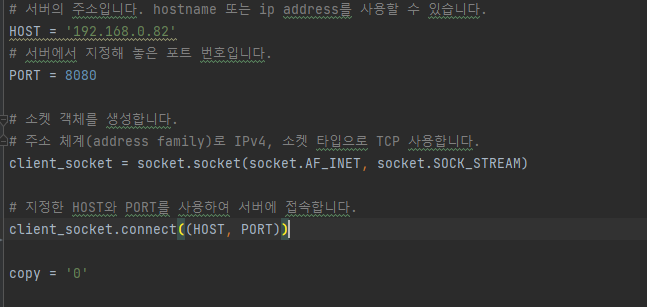 # 서버의 주소입니다. hostname 또는 ip address를 사용할 수 있습니다.
HOST = '192.168.0.82'
# 서버에서 지정해 놓은 포트 번호입니다.
PORT = 8080
# 소켓 객체를 생성합니다.
# 주소 체계(address family)로 IPv4, 소켓 타입으로 TCP 사용합니다.
client_socket = socket.socket(socket.AF_INET, socket.SOCK_STREAM)
# 지정한 HOST와 PORT를 사용하여 서버에 접속합니다.
client_socket.connect((HOST, PORT))
copy = '0'